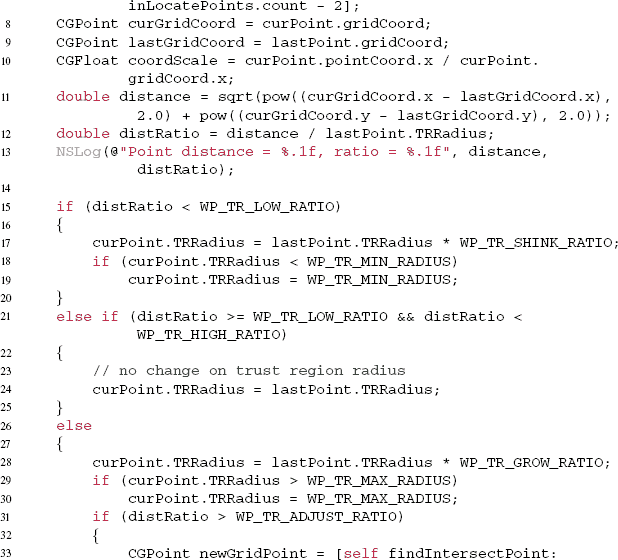 inLocatePoints.count - 2];
8 CGPoint curGridCoord = curPoint.gridCoord;
9 CGPoint lastGridCoord = lastPoint.gridCoord;
10 CGFloat coordScale = curPoint.pointCoord.x / curPoint.
gridCoord.x;
11 double distance = sqrt(pow((curGridCoord.x - lastGridCoord.x),
2.0) + pow((curGridCoord.y - lastGridCoord.y), 2.0));
12 double distRatio = distance / lastPoint.TRRadius;
13 NSLog(@"Point distance = %.1f, ratio = %.1f", distance,
distRatio);
14
15 if (distRatio < WP_TR_LOW_RATIO)
16 {
17 curPoint.TRRadius = lastPoint.TRRadius * WP_TR_SHINK_RATIO;
18 if (curPoint.TRRadius < WP_TR_MIN_RADIUS)
19 curPoint.TRRadius = WP_TR_MIN_RADIUS;
20 }
21 else if (distRatio >= WP_TR_LOW_RATIO && distRatio <
WP_TR_HIGH_RATIO)
22 {
23 // no change on trust region radius
24 curPoint.TRRadius = lastPoint.TRRadius;
25 }
26 else
27 {
28 curPoint.TRRadius = lastPoint.TRRadius * WP_TR_GROW_RATIO;
29 if (curPoint.TRRadius > WP_TR_MAX_RADIUS)
30 curPoint.TRRadius = WP_TR_MAX_RADIUS;
31 if (distRatio > WP_TR_ADJUST_RATIO)
32 {
33 CGPoint newGridPoint = [self findIntersectPoint: